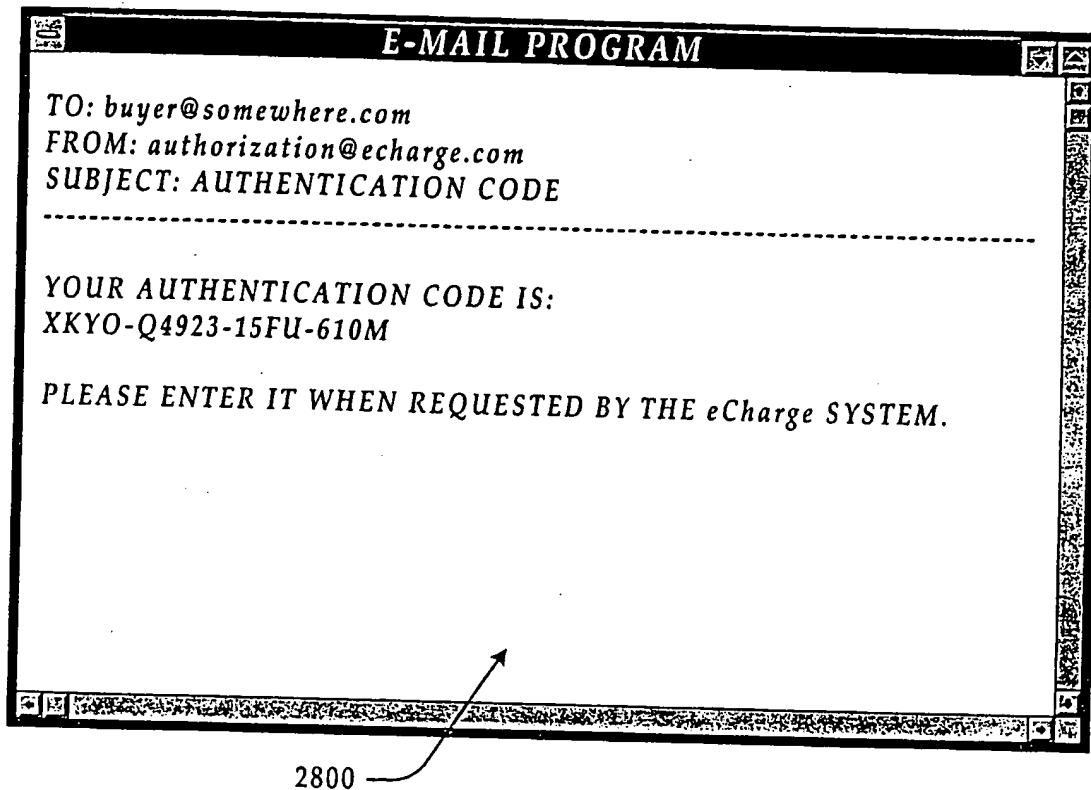 E-MAIL PROGRAM
TO: buyer@somewhere.com
FROM: authorization@echarge.com
SUBJECT: AUTHENTICATION CODE
YOUR AUTHENTICATION CODE IS:
XKYO-Q4923-15FU-610M
PLEASE ENTER IT WHEN REQUESTED BY THE eCharge SYSTEM.
2800